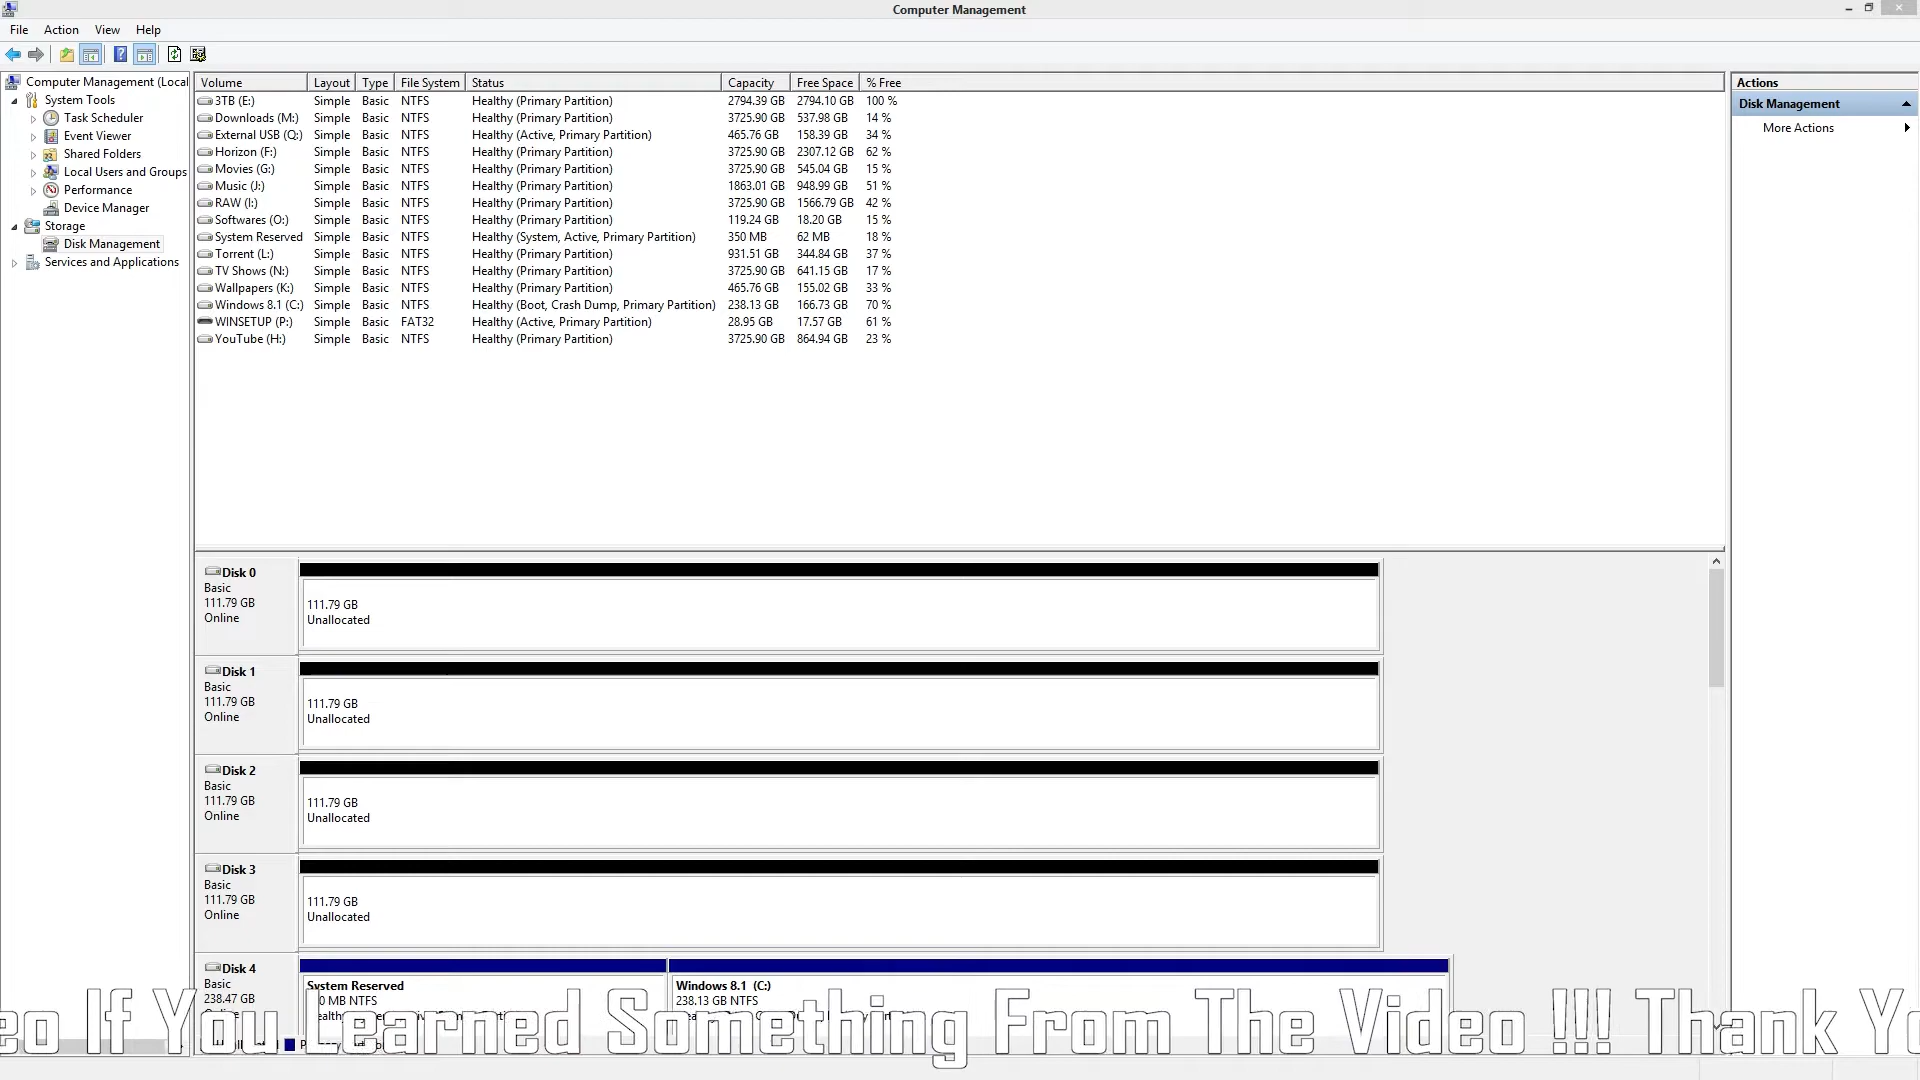 Computer Management
File Action View Help
Computer Management (Local
System Tools
Task Scheduler
Event Viewer
Shared Folders
Local Users and Groups
Performance
Device Manager
Storage
Disk Management
Services and Applications
Volume Layout Type File System Status Capacity Free Space % Free
3TB (E:) Simple Basic NTFS Healthy (Primary Partition) 2794.39 GB 2794.10 GB 100 %
Downloads (M:) Simple Basic NTFS Healthy (Primary Partition) 3725.90 GB 537.98 GB 14 %
External USB (Q:) Simple Basic NTFS Healthy (Active, Primary Partition) 465.76 GB 158.39 GB 34 %
Horizon (F:) Simple Basic NTFS Healthy (Primary Partition) 3725.90 GB 2307.12 GB 62 %
Movies (G:) Simple Basic NTFS Healthy (Primary Partition) 3725.90 GB 545.04 GB 15 %
Music (J:) Simple Basic NTFS Healthy (Primary Partition) 1863.01 GB 948.99 GB 51 %
RAW (I:) Simple Basic NTFS Healthy (Primary Partition) 3725.90 GB 1566.79 GB 42 %
Softwares (O:) Simple Basic NTFS Healthy (Primary Partition) 119.24 GB 18.20 GB 15 %
System Reserved Simple Basic NTFS Healthy (System, Active, Primary Partition) 350 MB 62 MB 18 %
Torrent (L:) Simple Basic NTFS Healthy (Primary Partition) 931.51 GB 344.84 GB 37 %
TV Shows (N:) Simple Basic NTFS Healthy (Primary Partition) 3725.90 GB 641.15 GB 17 %
Wallpapers (K:) Simple Basic NTFS Healthy (Primary Partition) 465.76 GB 155.02 GB 33 %
Windows 8.1 (C:) Simple Basic NTFS Healthy (Boot, Crash Dump, Primary Partition) 238.13 GB 166.73 GB 70 %
WINSETUP (P:) Simple Basic FAT32 Healthy (Active, Primary Partition) 28.95 GB 17.57 GB 61 %
YouTube (H:) Simple Basic NTFS Healthy (Primary Partition) 3725.90 GB 864.94 GB 23 %
Actions
Disk Management
More Actions
Disk 0
Basic
111.79 GB
Online
111.79 GB
Unallocated
Disk 1
Basic
111.79 GB
Online
111.79 GB
Unallocated
Disk 2
Basic
111.79 GB
Online
111.79 GB
Unallocated
Disk 3
Basic
111.79 GB
Online
111.79 GB
Unallocated
Disk 4
Basic
238.47 GB
System Reserved
0 MB NTFS
Windows 8.1 (C:)
238.13 GB NTFS
eo If You Learned Something From The Video !!! Thank Yo